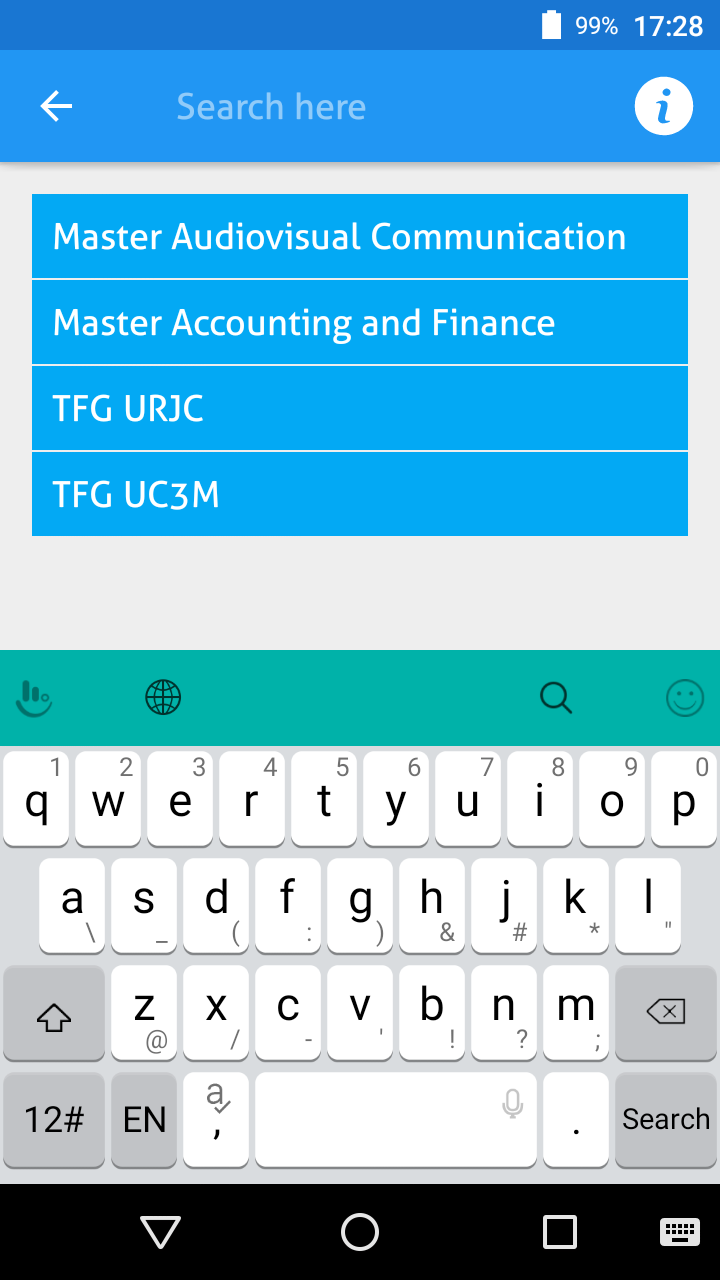 99% 17:28
Search here
i
Master Audiovisual Communication
Master Accounting and Finance
TFG URJC
TFG UC3M
1 2 3 4 5 6 7 8 9 0
q w e r t y u i o p
a s d f g h j k l
\ _ ( : ) & # * "
z x c v b n m
@ / - ' ! ? ;
a
12# EN , . Search